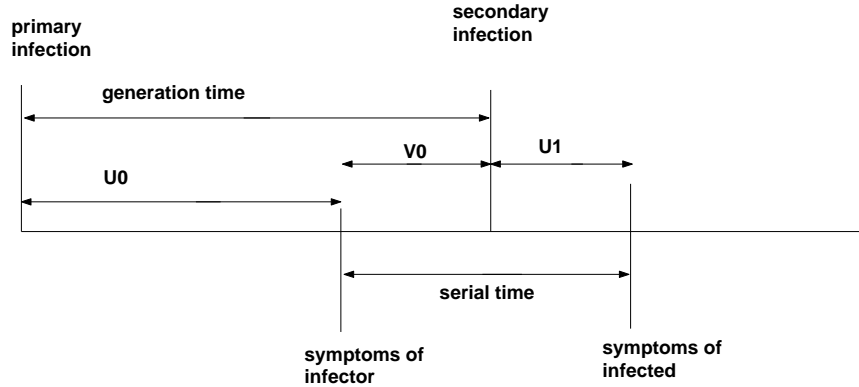 primary
infection
secondary
infection
generation time
V0
U1
U0
serial time
symptoms of
infector
symptoms of
infected